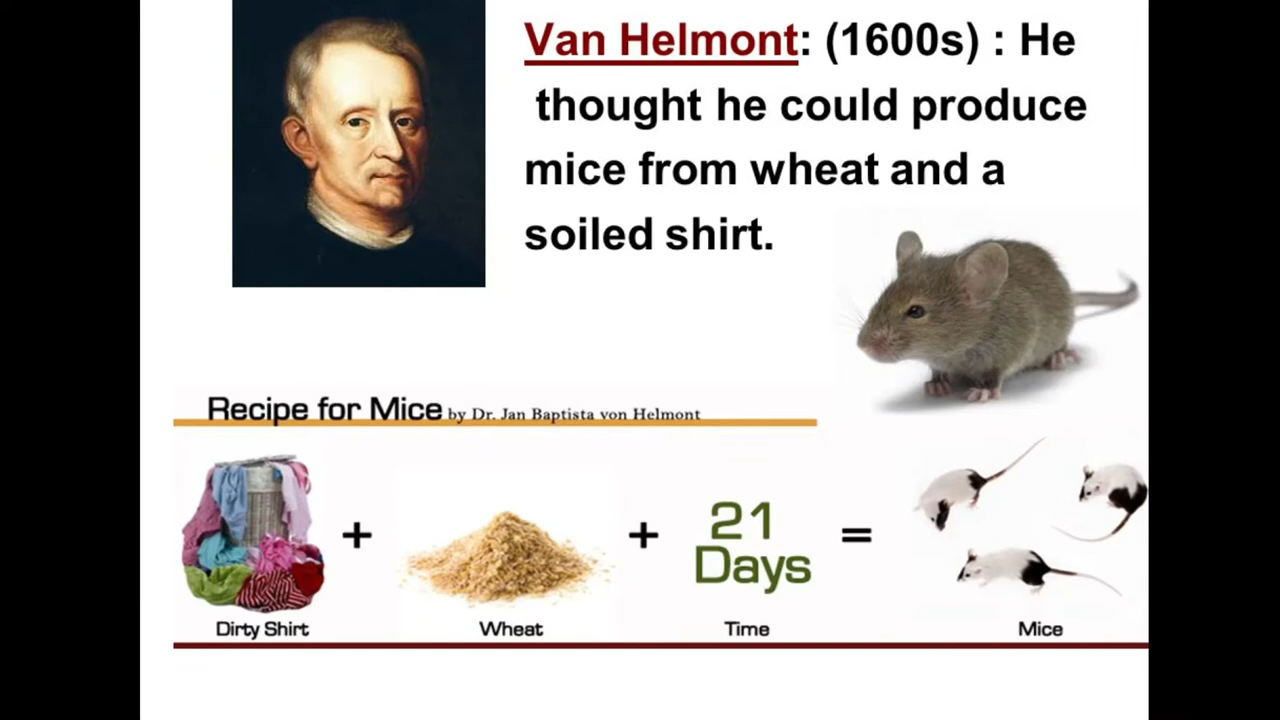 Van Helmont: (1600s) : He
thought he could produce
mice from wheat and a
soiled shirt.
Recipe for Mice by Dr. Jan Baptista von Helmont
+ + 21 Days =
Dirty Shirt Wheat Time Mice